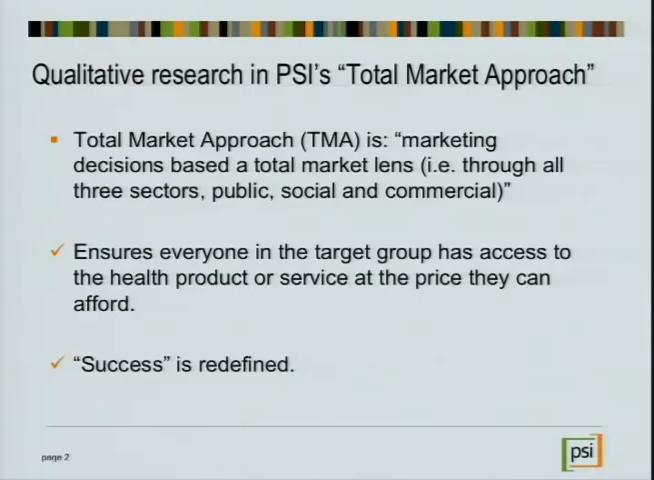 Qualitative research in PSI's “Total Market Approach”
Total Market Approach (TMA) is: “marketing
decisions based a total market lens (i.e. through all
three sectors, public, social and commercial)”
Ensures everyone in the target group has access to
the health product or service at the price they can
afford.
“Success” is redefined.
page 2
psi